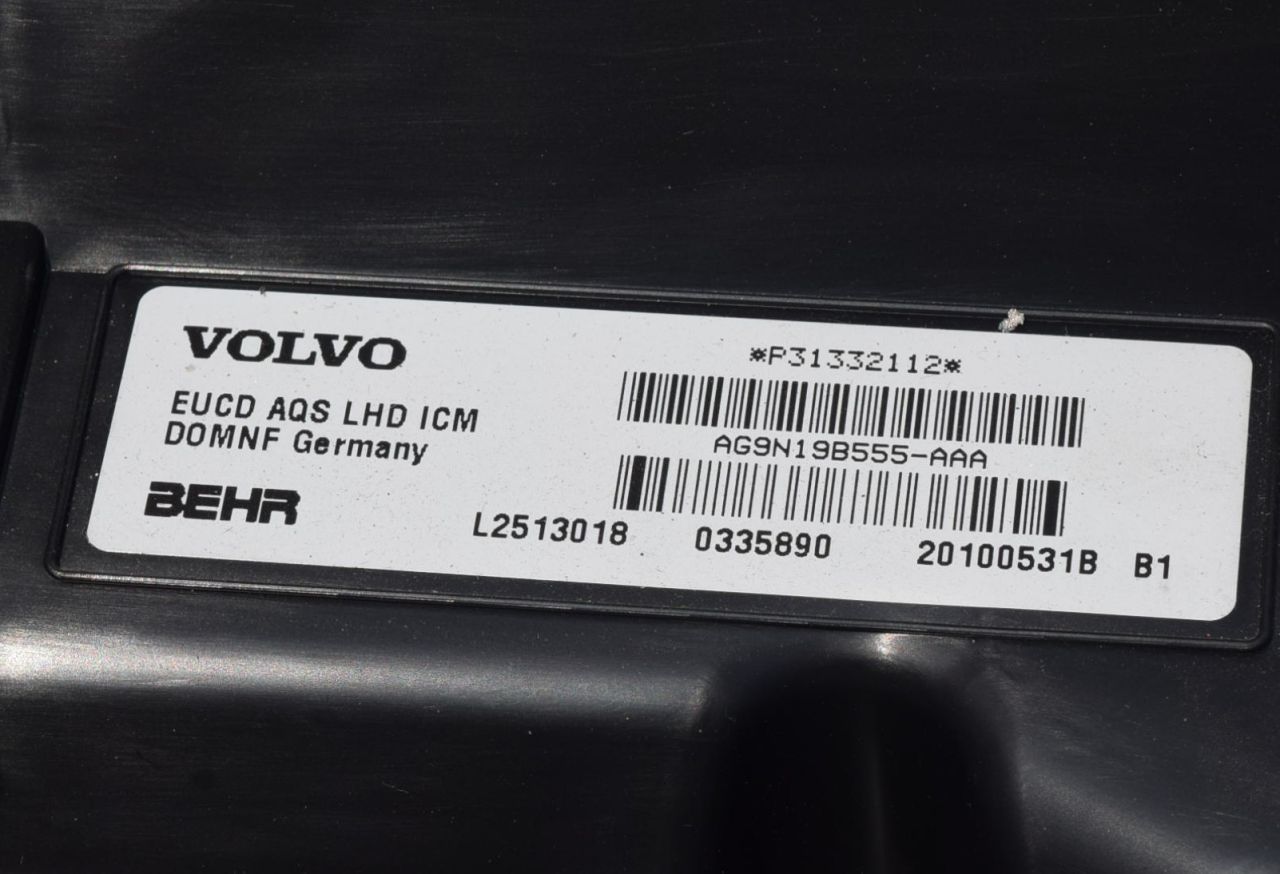 VOLVO
EUCD AQS LHD ICM
DOMNF Germany
BEHR
*P31332112*
AG9N19B555-AAA
L2513018 0335890 20100531B B1